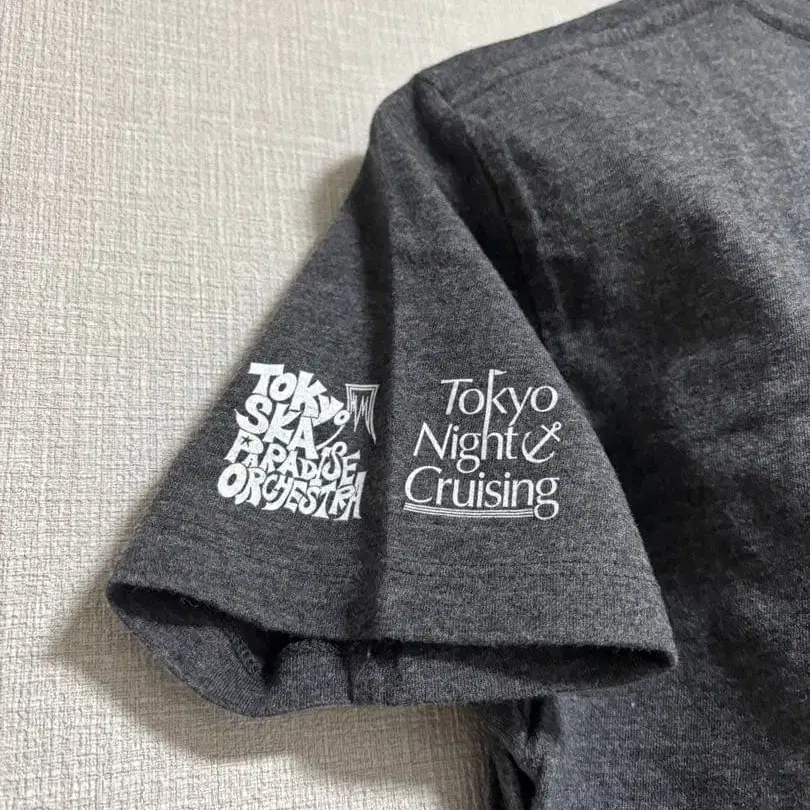 TOKYO
SKA
PARADISE
ORCHESTRA
Tokyo
Night
Cruising